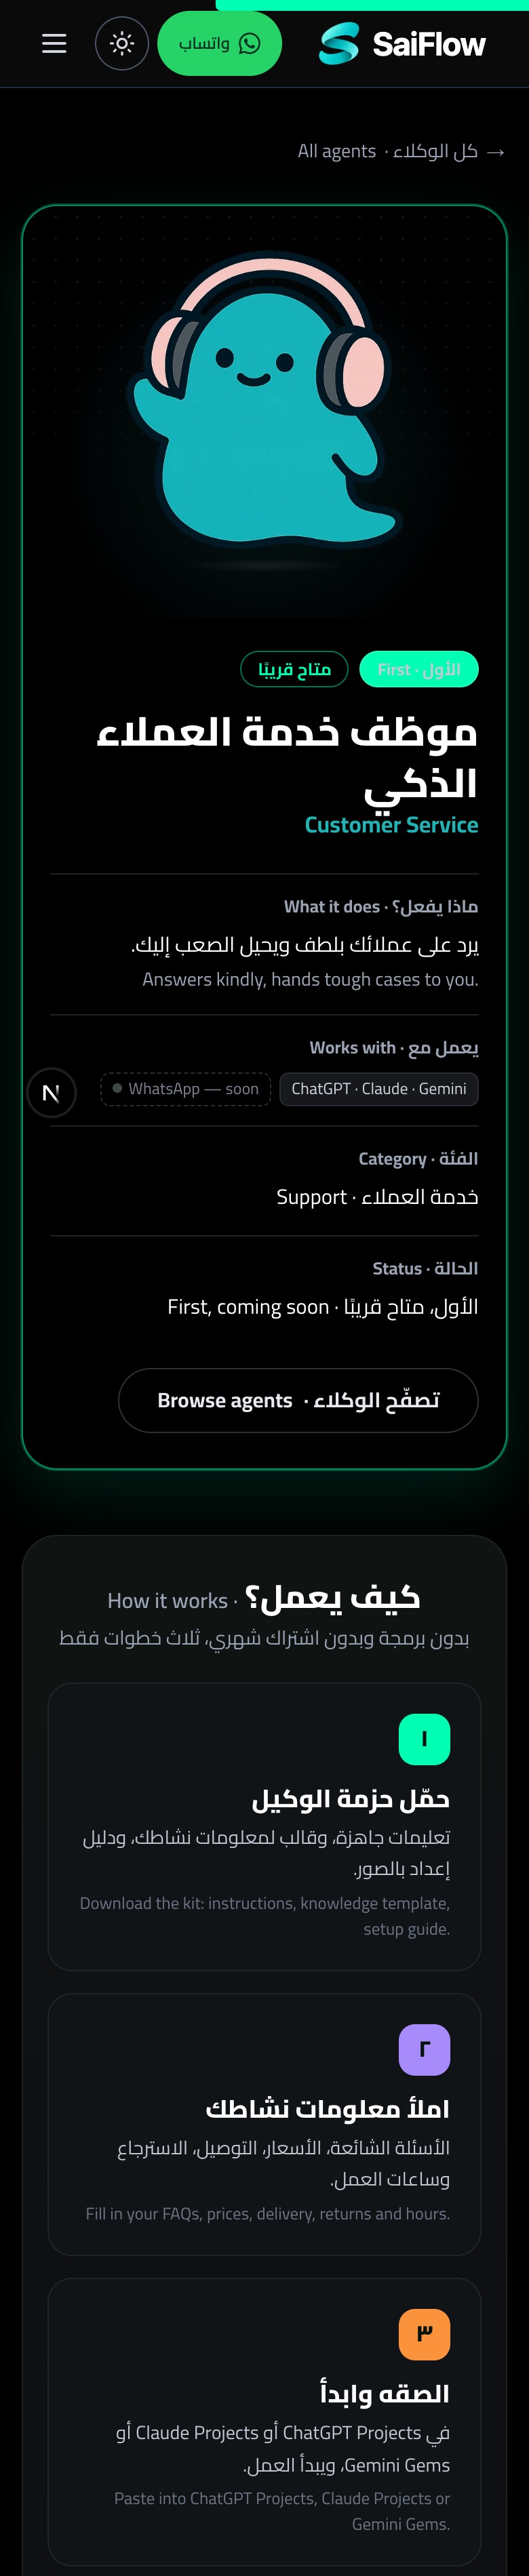 SaiFlow
واتساب
→ كل الوكلاء · All agents
الأول · First
متاح قريبًا
موظف خدمة العملاء
الذكي
Customer Service
ماذا يفعل؟ · What it does
يرد على عملائك بلطف ويحيل الصعب إليك.
Answers kindly, hands tough cases to you.
يعمل مع · Works with
ChatGPT · Claude · Gemini
WhatsApp — soon
N
الفئة · Category
خدمة العملاء · Support
الحالة · Status
الأول، متاح قريبًا · First, coming soon
تصفّح الوكلاء · Browse agents
كيف يعمل؟ · How it works
بدون برمجة وبدون اشتراك شهري، ثلاث خطوات فقط
١
حمّل حزمة الوكيل
تعليمات جاهزة، وقالب لمعلومات نشاطك، ودليل
إعداد بالصور.
Download the kit: instructions, knowledge template,
setup guide.
٢
املأ معلومات نشاطك
الأسئلة الشائعة، الأسعار، التوصيل، الاسترجاع
وساعات العمل.
Fill in your FAQs, prices, delivery, returns and hours.
٣
الصقه وابدأ
في ChatGPT Projects أو Claude Projects أو
Gemini Gems، ويبدأ العمل.
Paste into ChatGPT Projects, Claude Projects or
Gemini Gems.